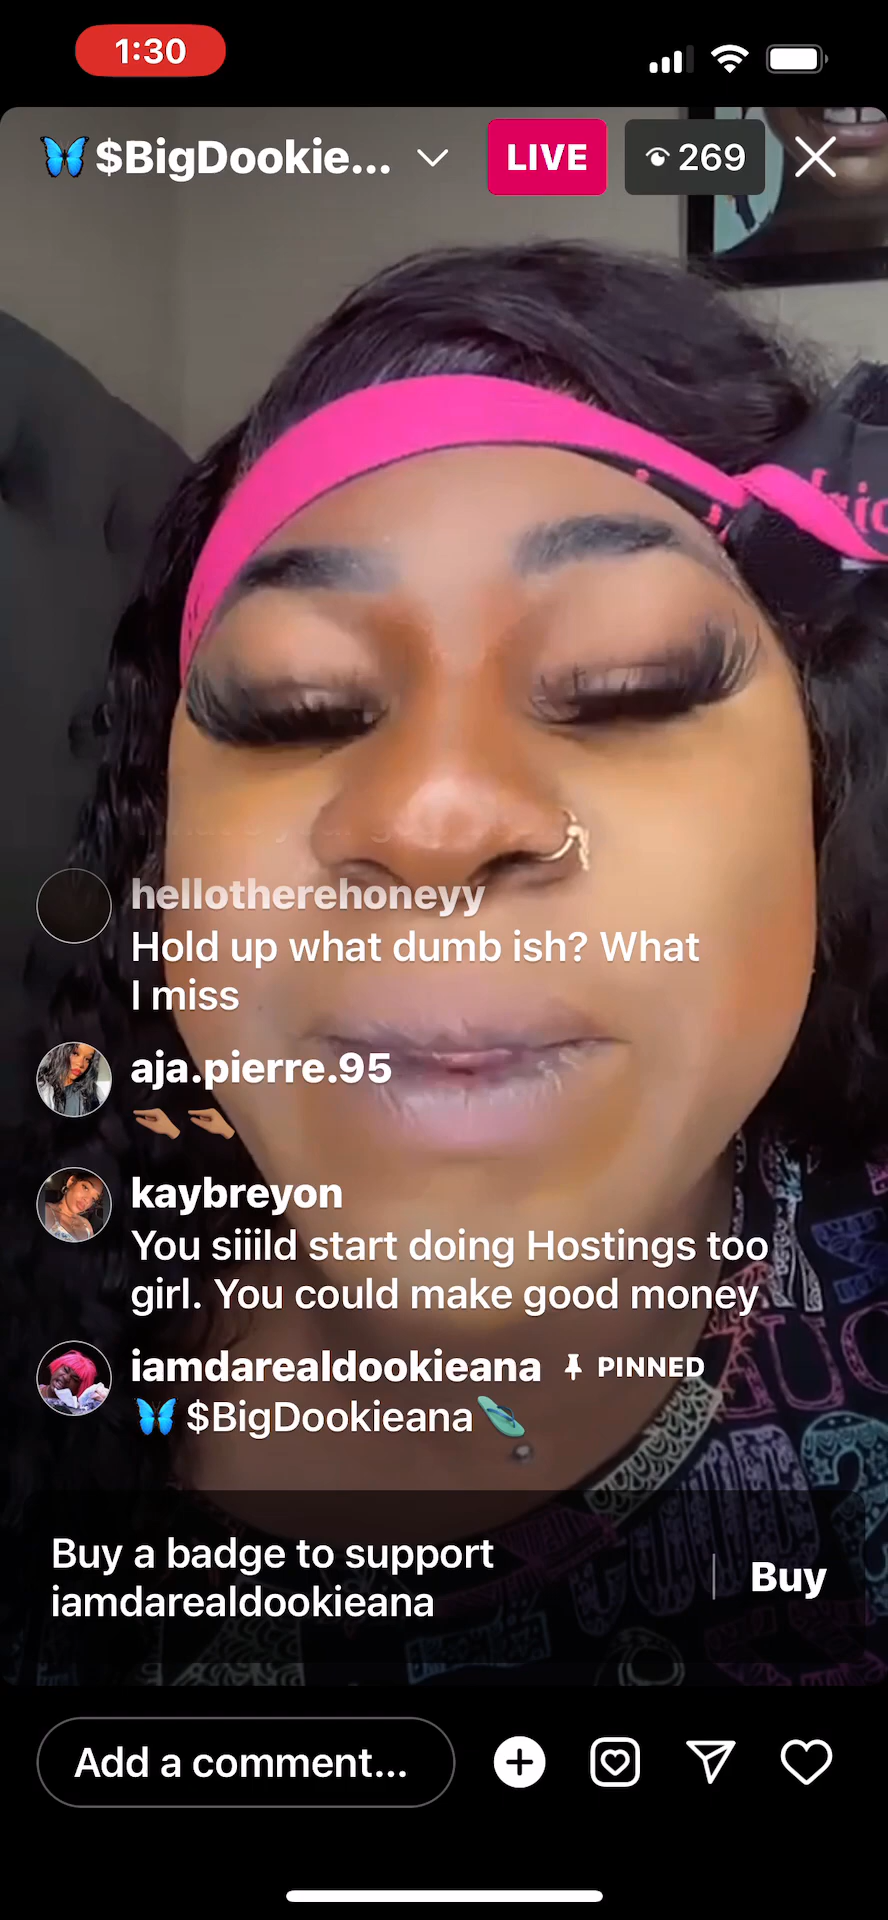 1:30
🦋$BigDookie...
LIVE
269
hellotherehoneyy
Hold up what dumb ish? What
I miss
aja.pierre.95
🫴🏽🫴🏽
kaybreyon
You siiild start doing Hostings too
girl. You could make good money
iamdarealdookieana PINNED
🦋 $BigDookieana🩴
Buy a badge to support
iamdarealdookieana
Buy
Add a comment...